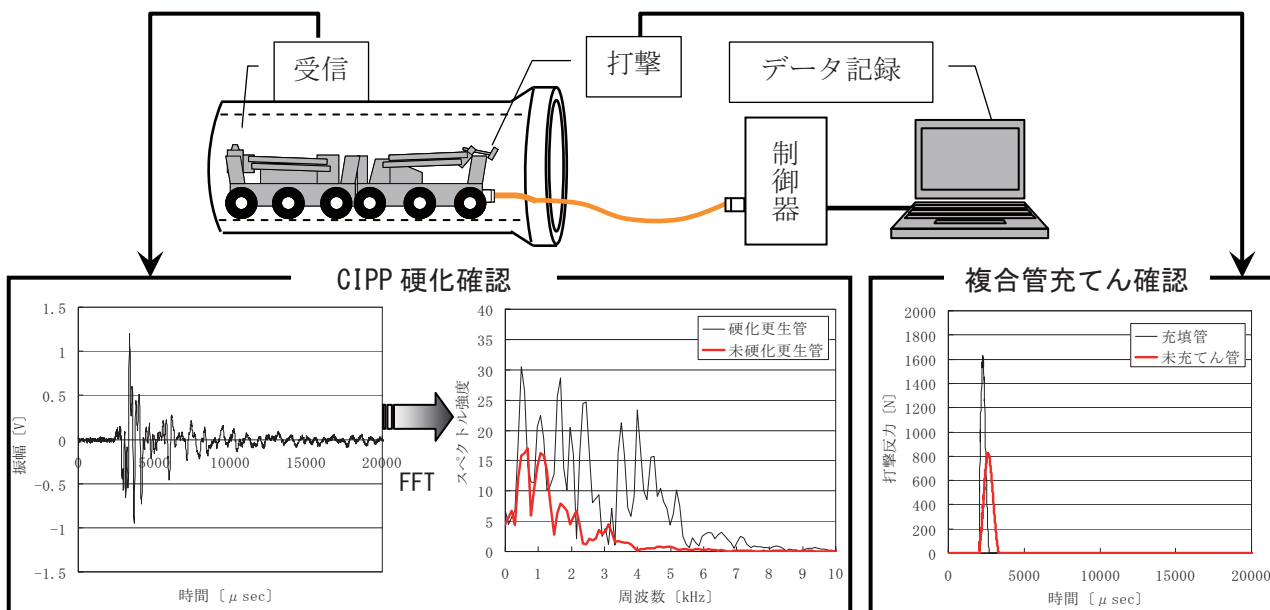 受信
打撃
データ記録
制御器
CIPP 硬化確認
1.5
1
0.5
0
-0.5
-1
-1.5
0
5000
10000
15000
20000
振幅〔V〕
時間〔μsec〕
FFT
40
35
30
25
20
15
10
5
0
0
1
2
3
4
5
6
7
8
9
10
スペクトル強度
周波数〔kHz〕
硬化更生管
未硬化更生管
複合管充てん確認
2000
1800
1600
1400
1200
1000
800
600
400
200
0
0
5000
10000
15000
20000
打撃反力〔N〕
時間〔μsec〕
充填管
未充てん管